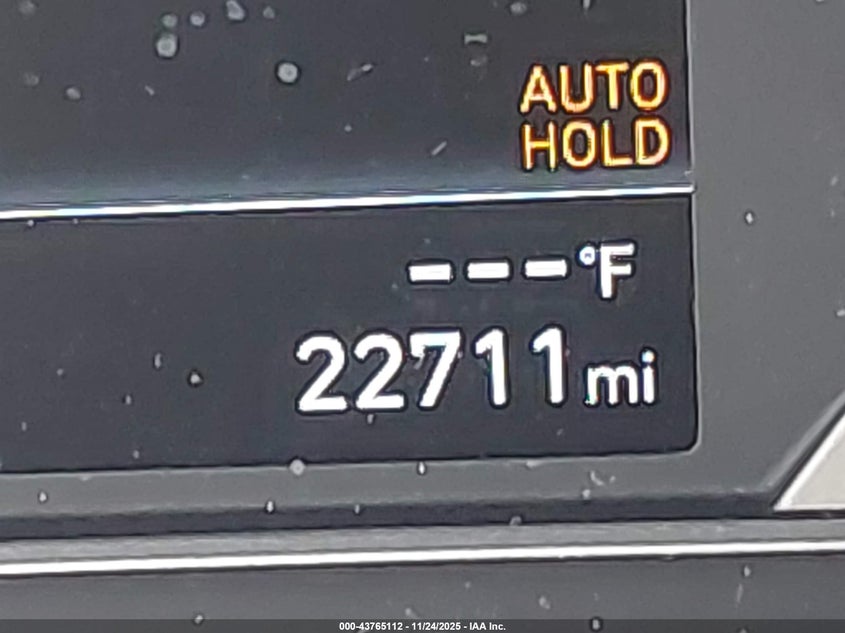 AUTO
HOLD
---°F
22711 mi
000-43765112 - 11/24/2025 - IAA Inc.